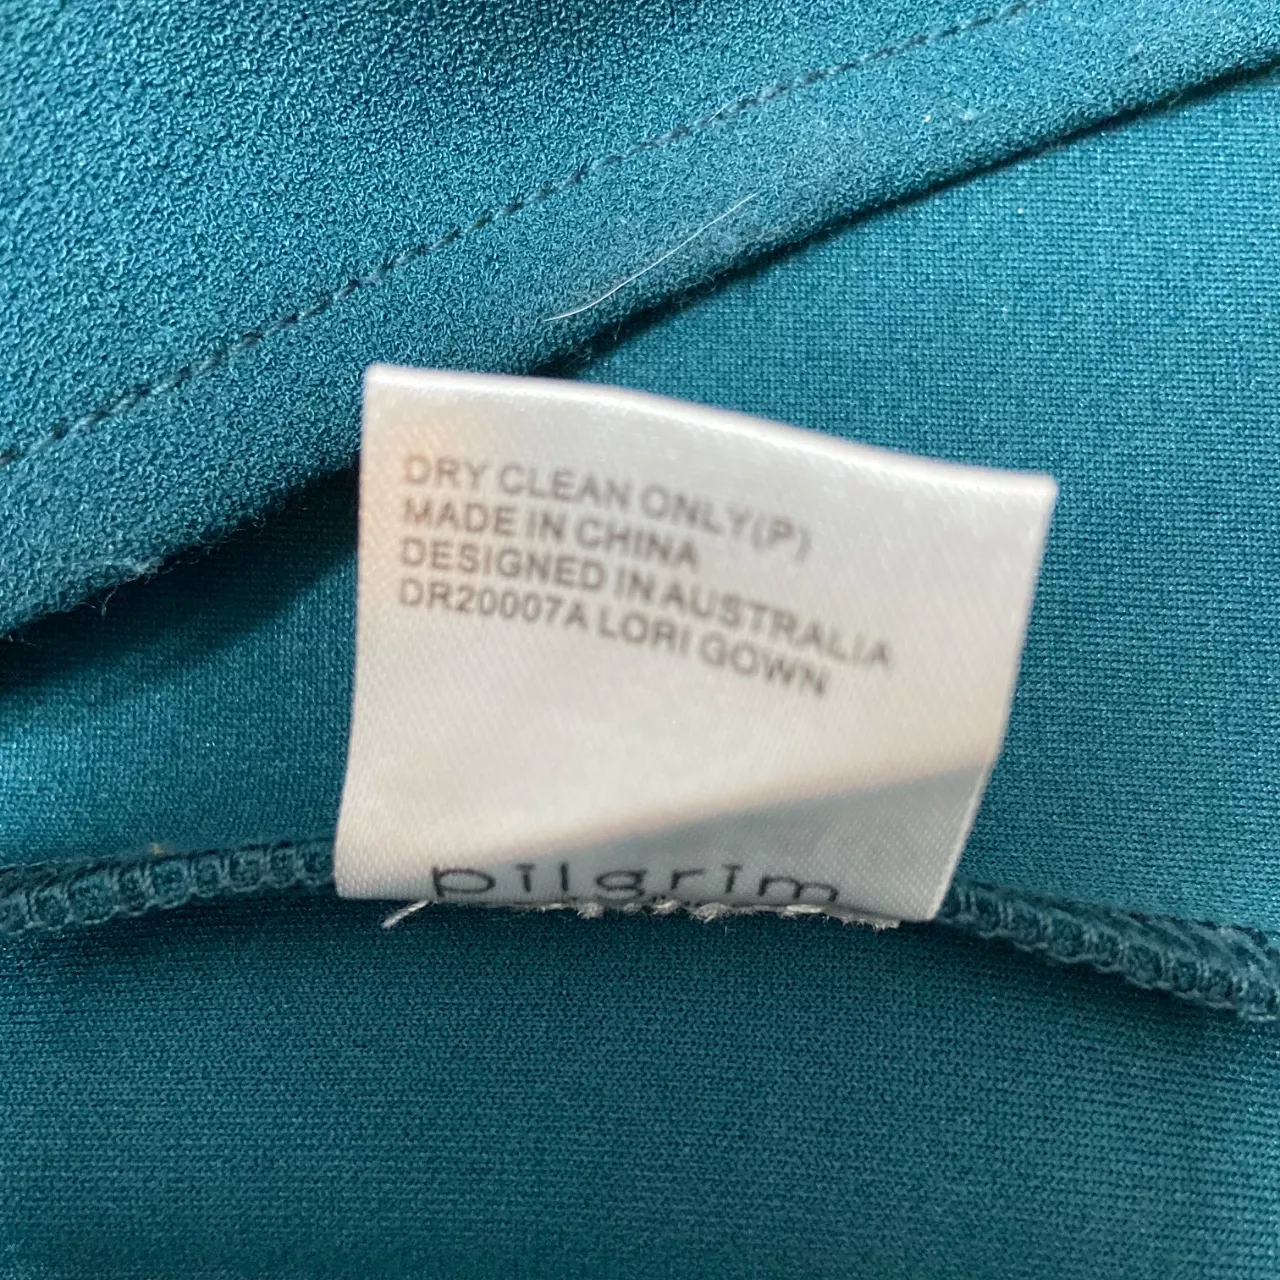 DRY CLEAN ONLY(P)
MADE IN CHINA
DESIGNED IN AUSTRALIA
DR20007A LORI GOWN
pilgrim